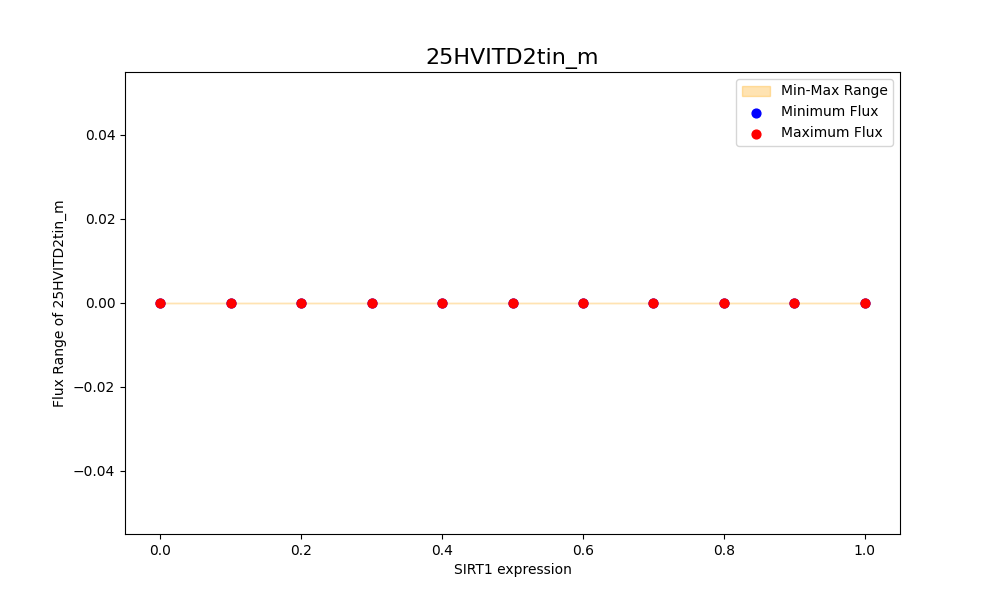 25HVITD2tin_m
Min-Max Range
Minimum Flux
Maximum Flux
Flux Range of 25HVITD2tin_m
0.04
0.02
0.00
−0.02
−0.04
0.0 0.2 0.4 0.6 0.8 1.0
SIRT1 expression